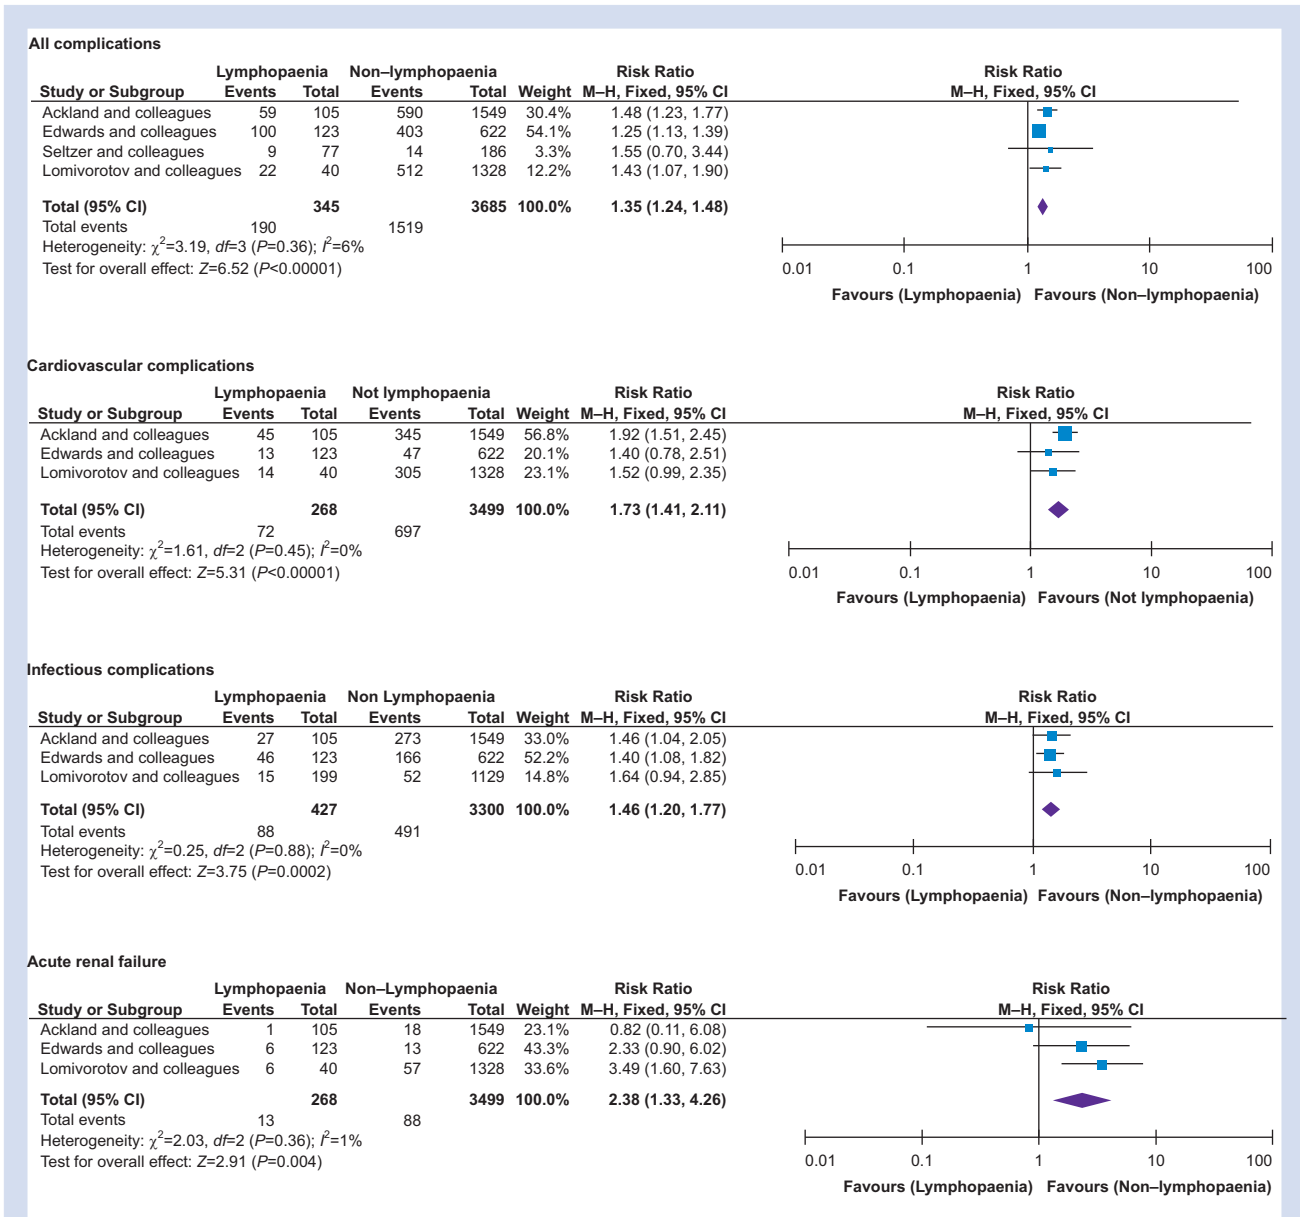 All complications
Lymphopaenia Non–lymphopaenia Risk Ratio Risk Ratio
Study or Subgroup Events Total Events Total Weight M–H, Fixed, 95% CI M–H, Fixed, 95% CI
Ackland and colleagues 59 105 590 1549 30.4% 1.48 (1.23, 1.77)
Edwards and colleagues 100 123 403 622 54.1% 1.25 (1.13, 1.39)
Seltzer and colleagues 9 77 14 186 3.3% 1.55 (0.70, 3.44)
Lomivorotov and colleagues 22 40 512 1328 12.2% 1.43 (1.07, 1.90)
Total (95% CI) 345 3685 100.0% 1.35 (1.24, 1.48)
Total events 190 1519
Heterogeneity: χ²=3.19, df=3 (P=0.36); I²=6%
Test for overall effect: Z=6.52 (P<0.00001)
0.01 0.1 1 10 100
Favours (Lymphopaenia) Favours (Non–lymphopaenia)
Cardiovascular complications
Lymphopaenia Not lymphopaenia Risk Ratio Risk Ratio
Study or Subgroup Events Total Events Total Weight M–H, Fixed, 95% CI M–H, Fixed, 95% CI
Ackland and colleagues 45 105 345 1549 56.8% 1.92 (1.51, 2.45)
Edwards and colleagues 13 123 47 622 20.1% 1.40 (0.78, 2.51)
Lomivorotov and colleagues 14 40 305 1328 23.1% 1.52 (0.99, 2.35)
Total (95% CI) 268 3499 100.0% 1.73 (1.41, 2.11)
Total events 72 697
Heterogeneity: χ²=1.61, df=2 (P=0.45); I²=0%
Test for overall effect: Z=5.31 (P<0.00001)
0.01 0.1 1 10 100
Favours (Lymphopaenia) Favours (Not lymphopaenia)
Infectious complications
Lymphopaenia Non Lymphopaenia Risk Ratio Risk Ratio
Study or Subgroup Events Total Events Total Weight M–H, Fixed, 95% CI M–H, Fixed, 95% CI
Ackland and colleagues 27 105 273 1549 33.0% 1.46 (1.04, 2.05)
Edwards and colleagues 46 123 166 622 52.2% 1.40 (1.08, 1.82)
Lomivorotov and colleagues 15 199 52 1129 14.8% 1.64 (0.94, 2.85)
Total (95% CI) 427 3300 100.0% 1.46 (1.20, 1.77)
Total events 88 491
Heterogeneity: χ²=0.25, df=2 (P=0.88); I²=0%
Test for overall effect: Z=3.75 (P=0.0002)
0.01 0.1 1 10 100
Favours (Lymphopaenia) Favours (Non–lymphopaenia)
Acute renal failure
Lymphopaenia Non–Lymphopaenia Risk Ratio Risk Ratio
Study or Subgroup Events Total Events Total Weight M–H, Fixed, 95% CI M–H, Fixed, 95% CI
Ackland and colleagues 1 105 18 1549 23.1% 0.82 (0.11, 6.08)
Edwards and colleagues 6 123 13 622 43.3% 2.33 (0.90, 6.02)
Lomivorotov and colleagues 6 40 57 1328 33.6% 3.49 (1.60, 7.63)
Total (95% CI) 268 3499 100.0% 2.38 (1.33, 4.26)
Total events 13 88
Heterogeneity: χ²=2.03, df=2 (P=0.36); I²=1%
Test for overall effect: Z=2.91 (P=0.004)
0.01 0.1 1 10 100
Favours (Lymphopaenia) Favours (Non–lymphopaenia)